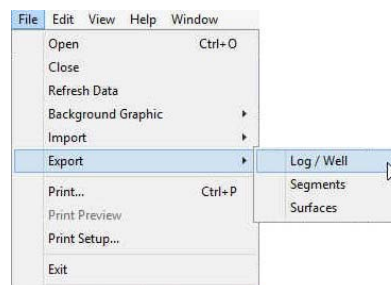 File Edit View Help Window
Open Ctrl+O
Close
Refresh Data
Background Graphic
Import
Export
Log / Well
Segments
Surfaces
Print... Ctrl+P
Print Preview
Print Setup...
Exit